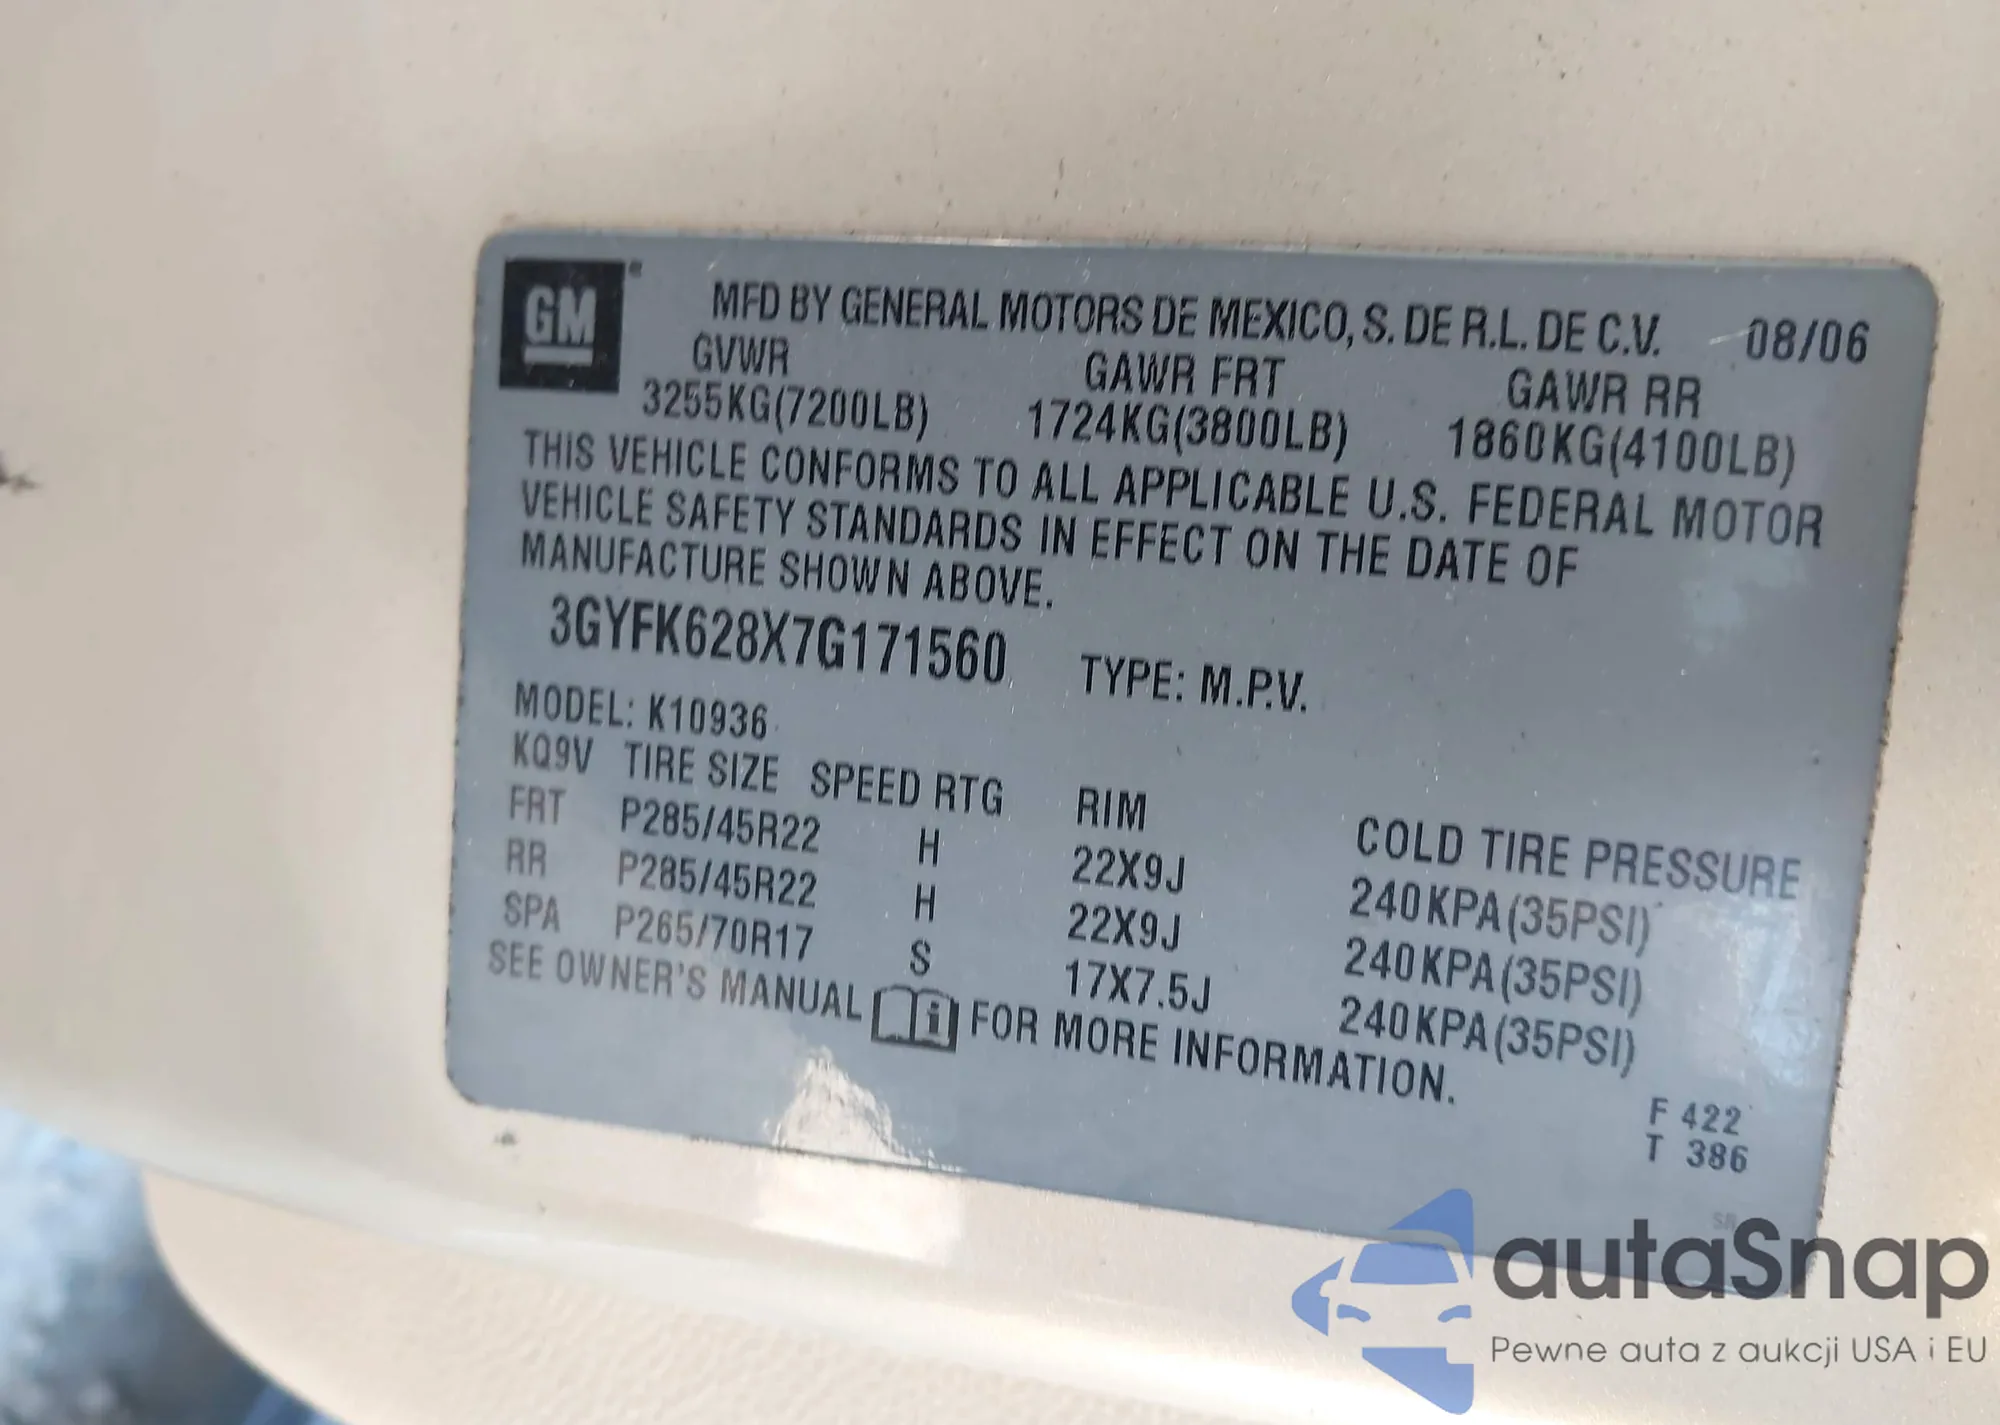 GM
MFD BY GENERAL MOTORS DE MEXICO, S. DE R.L. DE C.V. 08/06
GVWR GAWR FRT GAWR RR
3255KG(7200LB) 1724KG(3800LB) 1860KG(4100LB)
THIS VEHICLE CONFORMS TO ALL APPLICABLE U.S. FEDERAL MOTOR
VEHICLE SAFETY STANDARDS IN EFFECT ON THE DATE OF
MANUFACTURE SHOWN ABOVE.
3GYFK628X7G171560 TYPE: M.P.V.
MODEL: K10936
KQ9V TIRE SIZE SPEED RTG RIM COLD TIRE PRESSURE
FRT P285/45R22 H 22X9J 240KPA(35PSI)
RR P285/45R22 H 22X9J 240KPA(35PSI)
SPA P265/70R17 S 17X7.5J 240KPA(35PSI)
SEE OWNER'S MANUAL FOR MORE INFORMATION.
F 422
T 386
autaSnap
Pewne auta z aukcji USA i EU